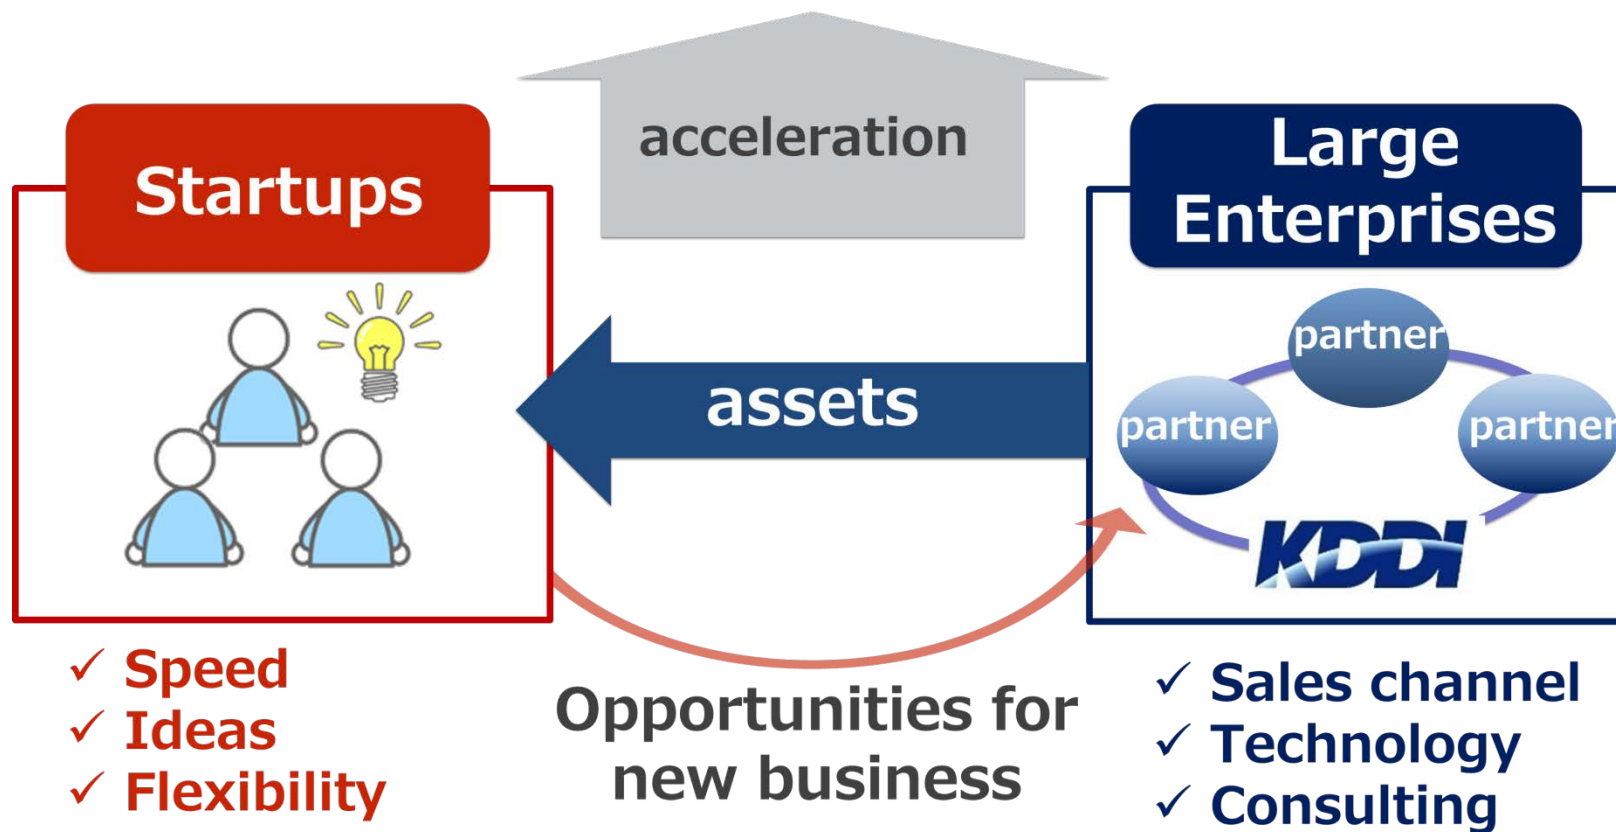 acceleration
Startups
Large
Enterprises
partner
partner
partner
assets
KDDI
✓ Speed
✓ Ideas
✓ Flexibility
Opportunities for
new business
✓ Sales channel
✓ Technology
✓ Consulting